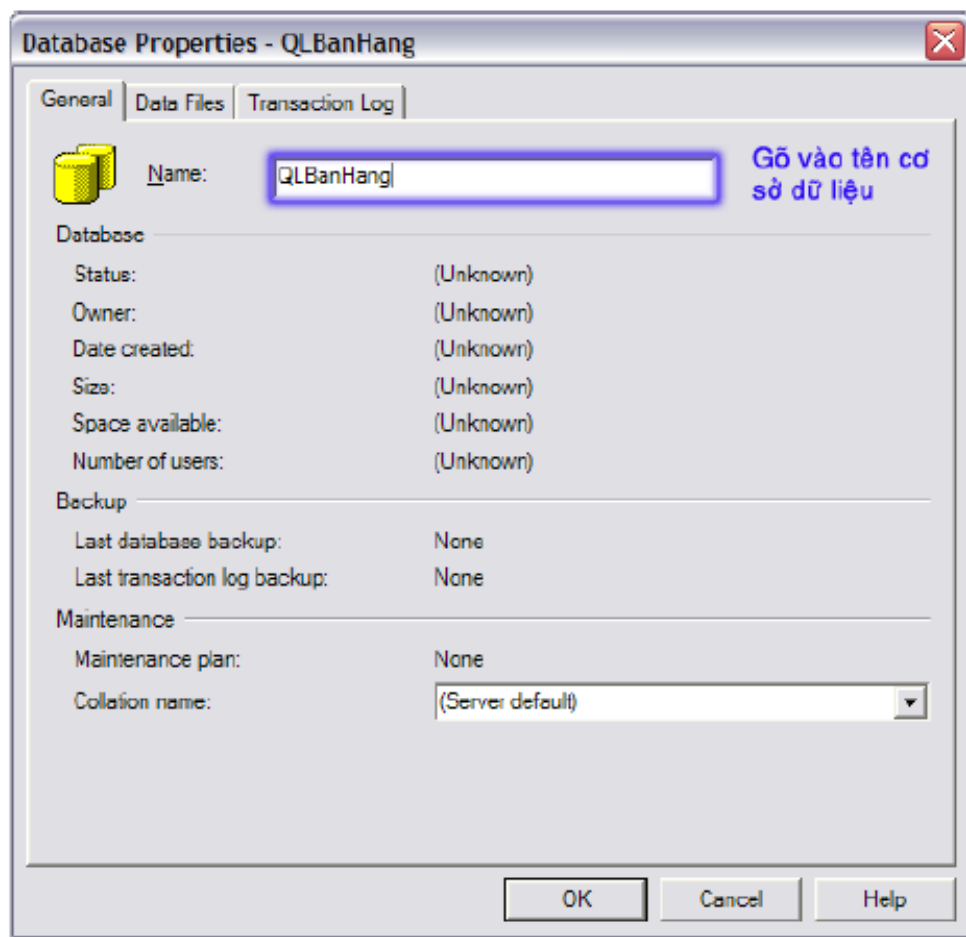 Database Properties - QLBanHang
General Data Files Transaction Log
Name: QLBanHang
Gõ vào tên cơ
sở dữ liệu
Database
Status: (Unknown)
Owner: (Unknown)
Date created: (Unknown)
Size: (Unknown)
Space available: (Unknown)
Number of users: (Unknown)
Backup
Last database backup: None
Last transaction log backup: None
Maintenance
Maintenance plan: None
Collation name: (Server default)
OK Cancel Help